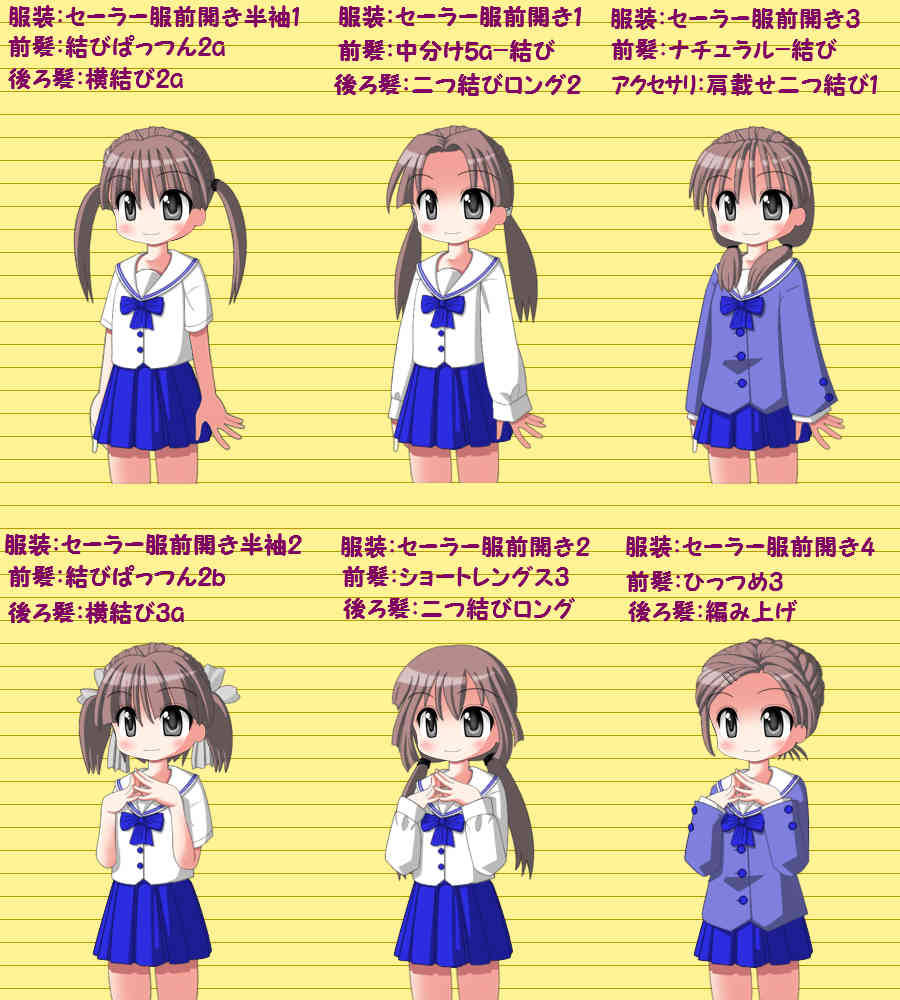 服装:セーラー服前開き半袖1
前髪:結びぱっつん2a
後ろ髪:横結び2a
服装:セーラー服前開き1
前髪:中分け5a-結び
後ろ髪:二つ結びロング2
服装:セーラー服前開き3
前髪:ナチュラル-結び
アクセサリ:肩載せ二つ結び1
服装:セーラー服前開き半袖2
前髪:結びぱっつん2b
後ろ髪:横結び3a
服装:セーラー服前開き2
前髪:ショートレングス3
後ろ髪:二つ結びロング
服装:セーラー服前開き4
前髪:ひっつめ3
後ろ髪:編み上げ